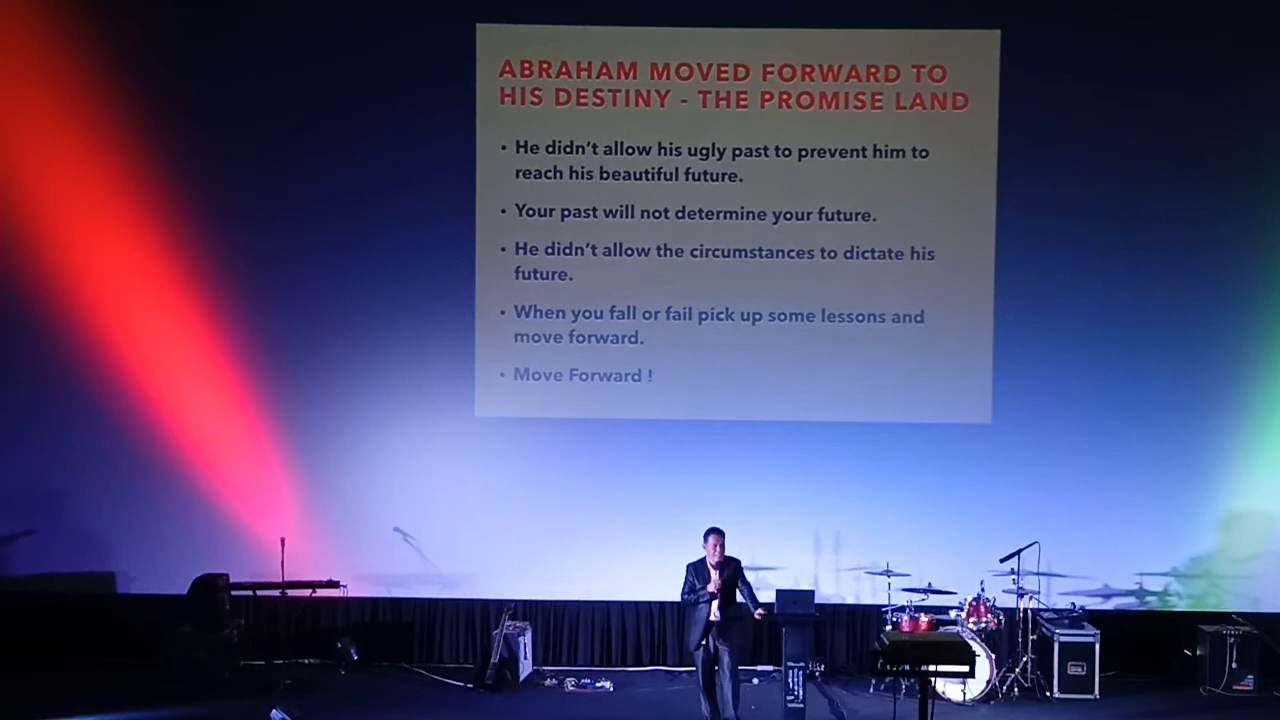 ABRAHAM MOVED FORWARD TO
HIS DESTINY - THE PROMISE LAND
• He didn't allow his ugly past to prevent him to
reach his beautiful future.
• Your past will not determine your future.
• He didn't allow the circumstances to dictate his
future.
• When you fall or fail pick up some lessons and
move forward.
• Move Forward !